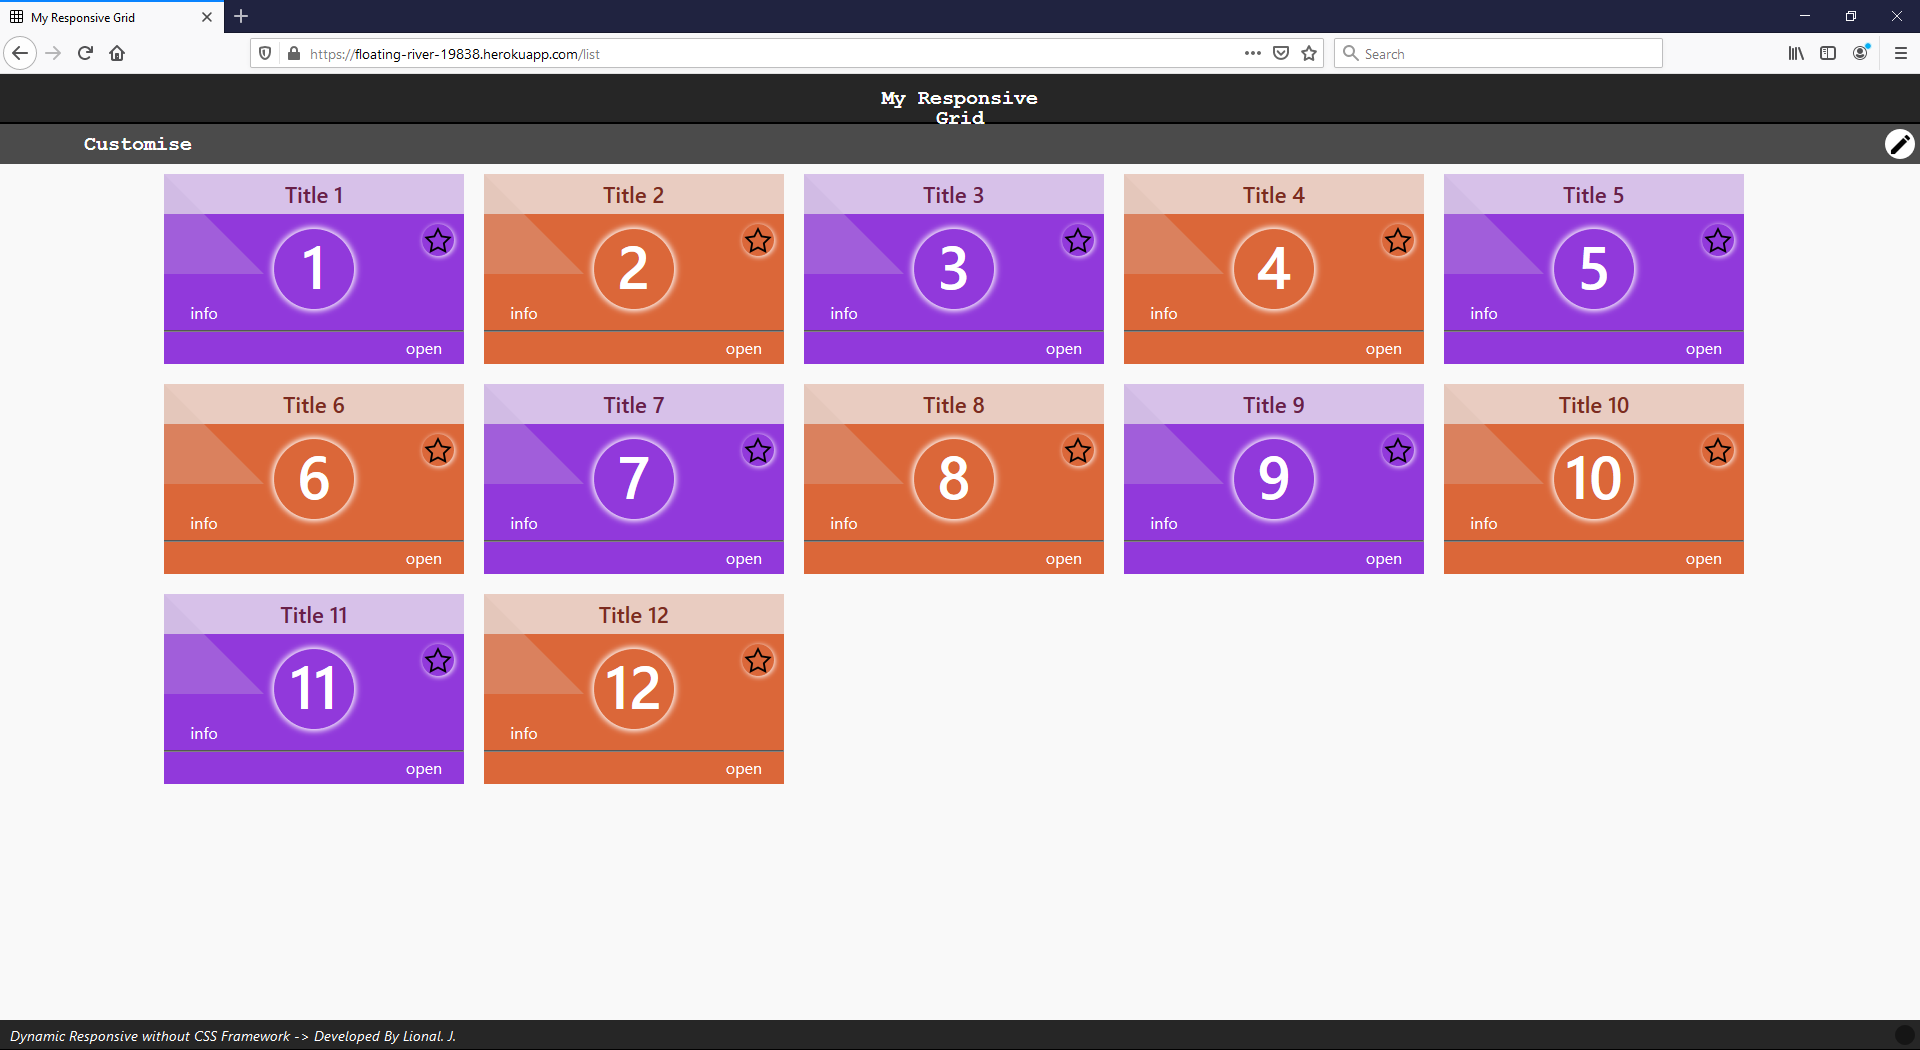 My Responsive Grid
https://floating-river-19838.herokuapp.com/list
Search
My Responsive
Grid
Customise
Title 1
1
info
open
Title 2
2
info
open
Title 3
3
info
open
Title 4
4
info
open
Title 5
5
info
open
Title 6
6
info
open
Title 7
7
info
open
Title 8
8
info
open
Title 9
9
info
open
Title 10
10
info
open
Title 11
11
info
open
Title 12
12
info
open
Dynamic Responsive without CSS Framework -> Developed By Lional. J.